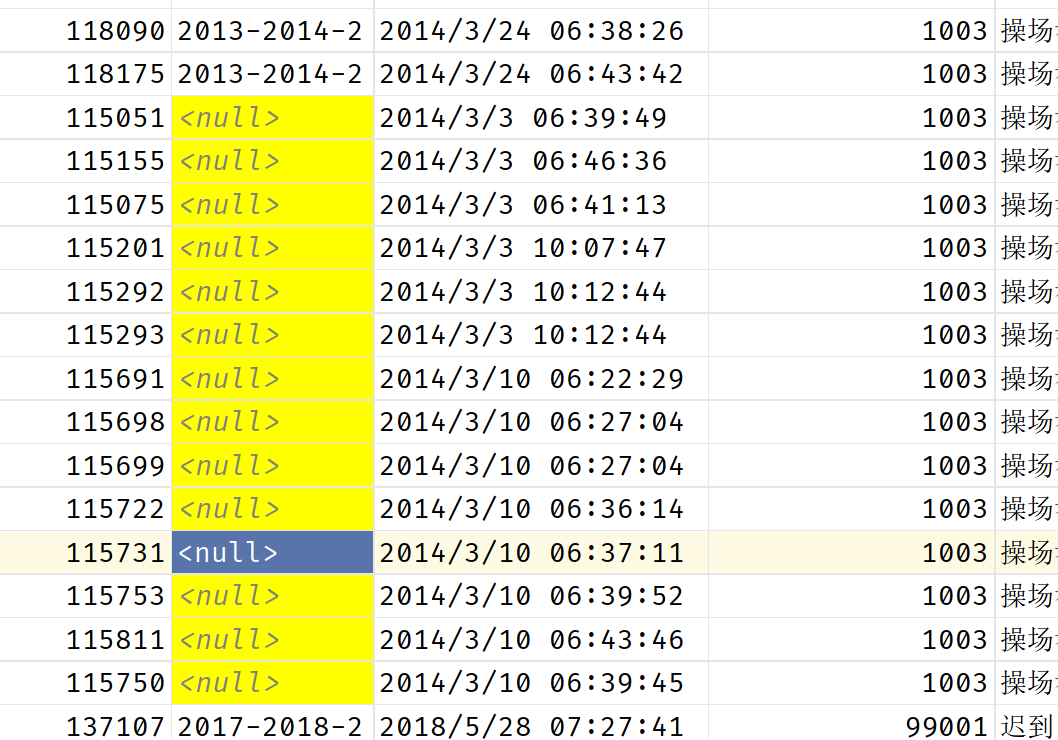 118090 2013-2014-2 2014/3/24 06:38:26 1003 操场
118175 2013-2014-2 2014/3/24 06:43:42 1003 操场
115051 <null> 2014/3/3 06:39:49 1003 操场
115155 <null> 2014/3/3 06:46:36 1003 操场
115075 <null> 2014/3/3 06:41:13 1003 操场
115201 <null> 2014/3/3 10:07:47 1003 操场
115292 <null> 2014/3/3 10:12:44 1003 操场
115293 <null> 2014/3/3 10:12:44 1003 操场
115691 <null> 2014/3/10 06:22:29 1003 操场
115698 <null> 2014/3/10 06:27:04 1003 操场
115699 <null> 2014/3/10 06:27:04 1003 操场
115722 <null> 2014/3/10 06:36:14 1003 操场
115731 <null> 2014/3/10 06:37:11 1003 操场
115753 <null> 2014/3/10 06:39:52 1003 操场
115811 <null> 2014/3/10 06:43:46 1003 操场
115750 <null> 2014/3/10 06:39:45 1003 操场
137107 2017-2018-2 2018/5/28 07:27:41 99001 迟到